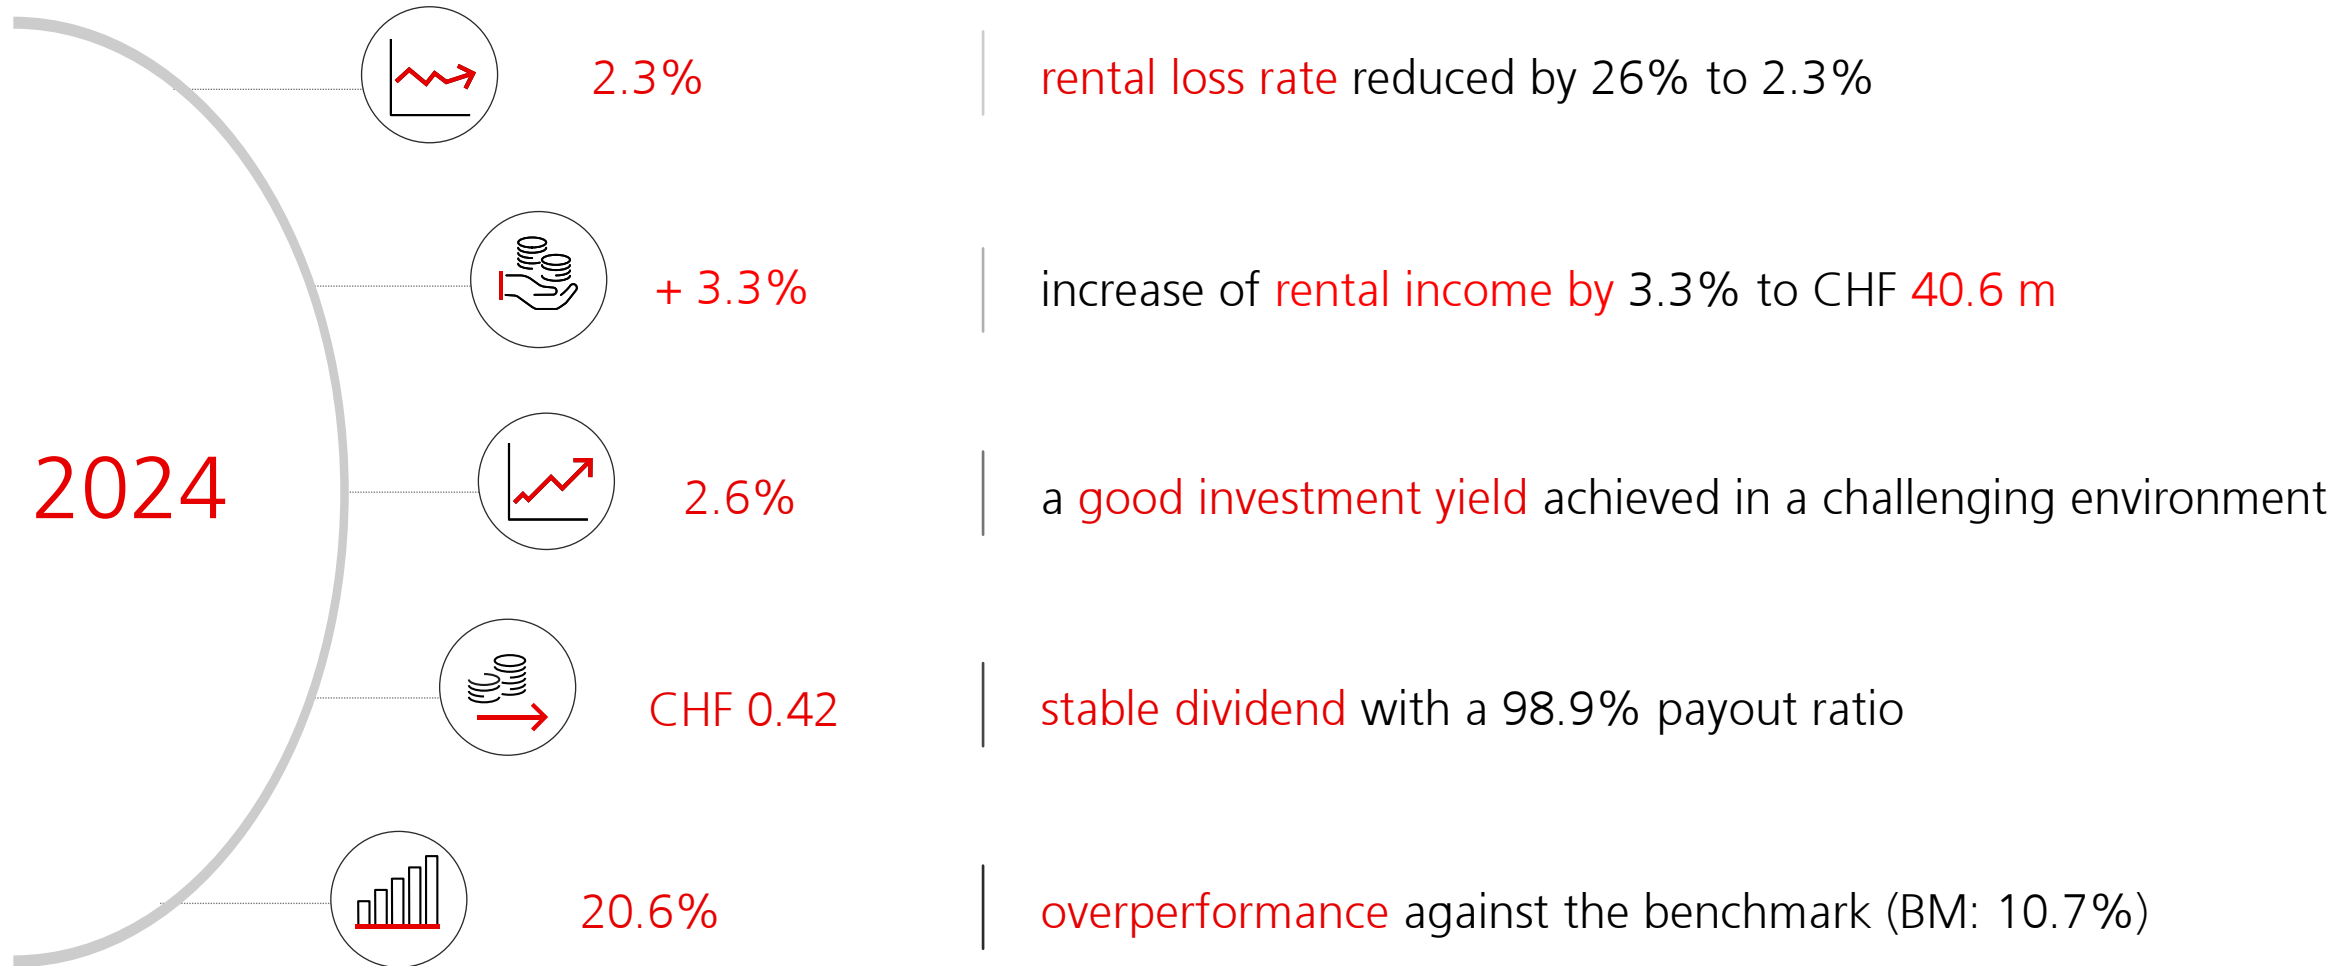 2024
2.3%
rental loss rate reduced by 26% to 2.3%
+ 3.3%
increase of rental income by 3.3% to CHF 40.6 m
2.6%
a good investment yield achieved in a challenging environment
CHF 0.42
stable dividend with a 98.9% payout ratio
20.6%
overperformance against the benchmark (BM: 10.7%)